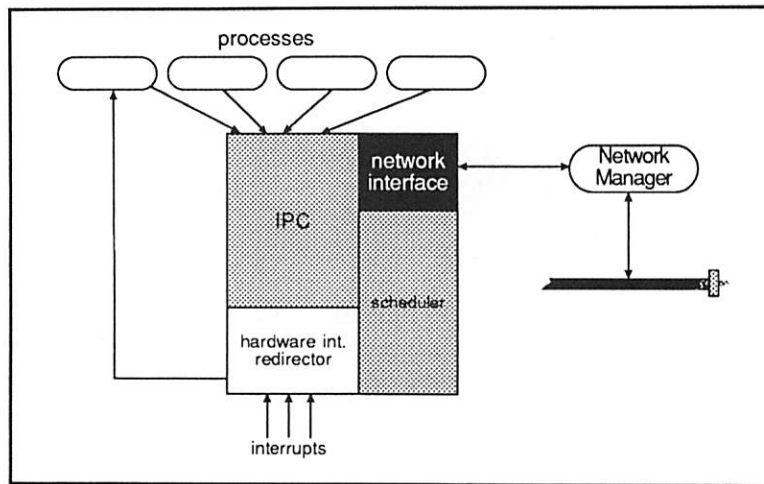 processes
network
interface
Network
Manager
IPC
scheduler
hardware int.
redirector
interrupts